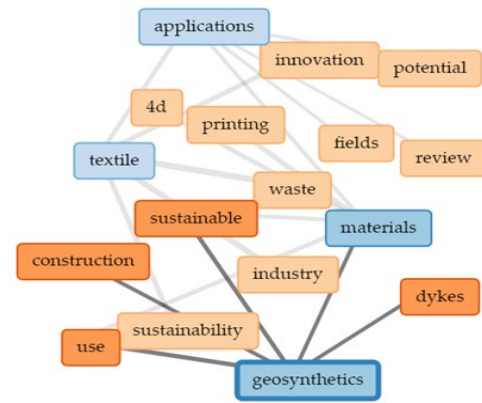 applications
innovation
potential
4d
printing
fields
review
textile
waste
sustainable
materials
construction
industry
dykes
sustainability
use
geosynthetics